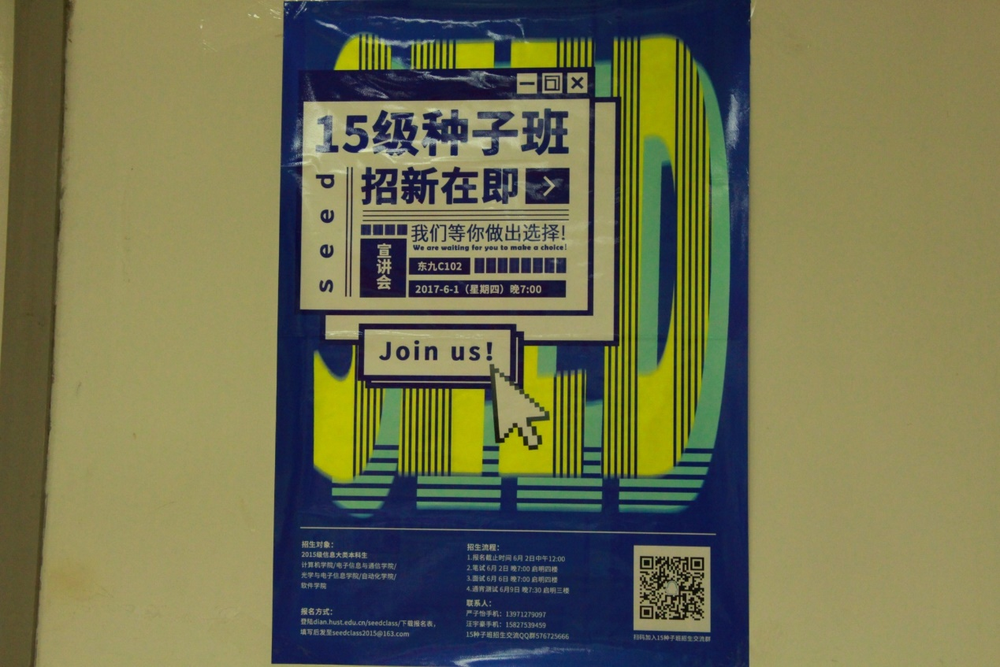 15级种子班
招新在即
seed
我们等你做出选择!
We are waiting for you to make a choice!
宣讲会
东九C102
2017-6-1（星期四）晚7:00
Join us!
SEED
招生对象：
2015级信息大类本科生
计算机学院/电子信息与通信学院/
光学与电子信息学院/自动化学院/
软件学院
报名方式：
登陆dian.hust.edu.cn/seedclass/下载报名表，
填写后发至seedclass2015@163.com
招生流程：
1.报名截止时间 6月 2日中午12:00
2.笔试 6月 2日 晚7:00 启明四楼
3.面试 6月 6日 晚7:00 启明四楼
4.通宵测试 6月9日 晚7:30 启明三楼
联系人：
严子怡手机：13971279097
汪宇豪手机：15827539459
15种子班招生交流QQ群576725666
扫码加入15种子班招生交流群